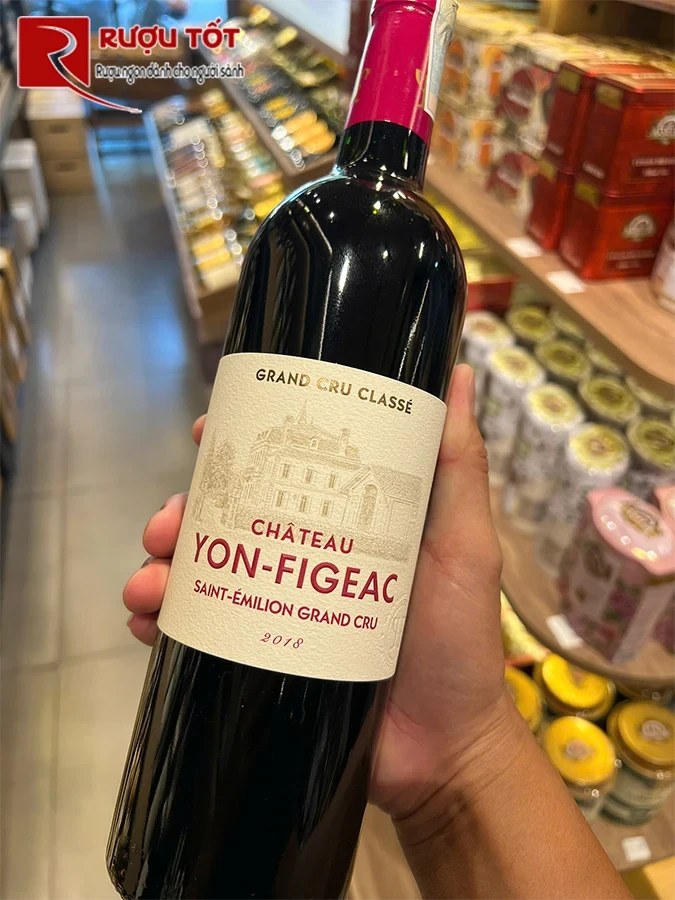 RƯỢU TỐT
Rượu ngon dành cho người sành
GRAND CRU CLASSÉ
CHÂTEAU
YON-FIGEAC
SAINT-ÉMILION GRAND CRU
2018